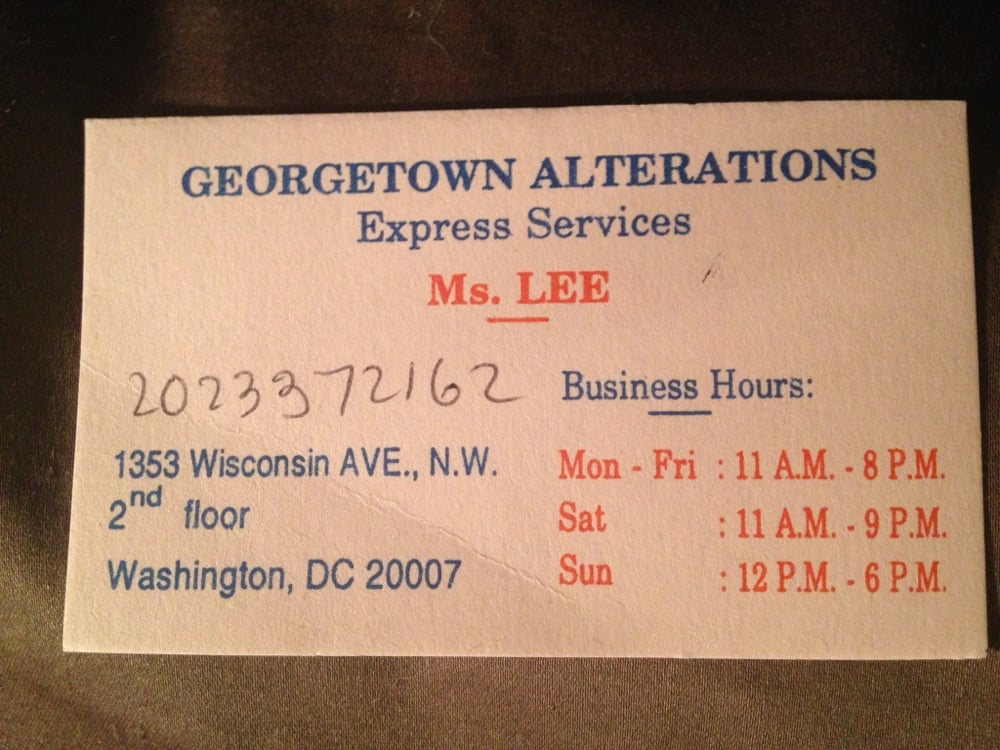 GEORGETOWN ALTERATIONS
Express Services
Ms. LEE
2023372162
1353 Wisconsin AVE., N.W.
2nd floor
Washington, DC 20007
Business Hours:
Mon - Fri : 11 A.M. - 8 P.M.
Sat : 11 A.M. - 9 P.M.
Sun : 12 P.M. - 6 P.M.